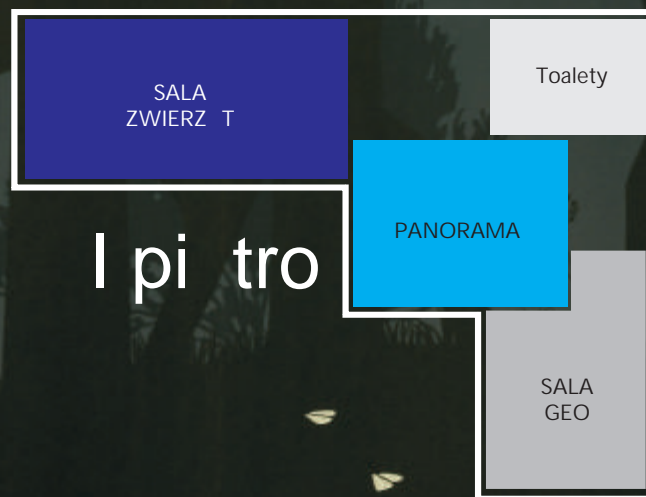 SALA
ZWIERZ T
Toalety
PANORAMA
I pi tro
SALA
GEO